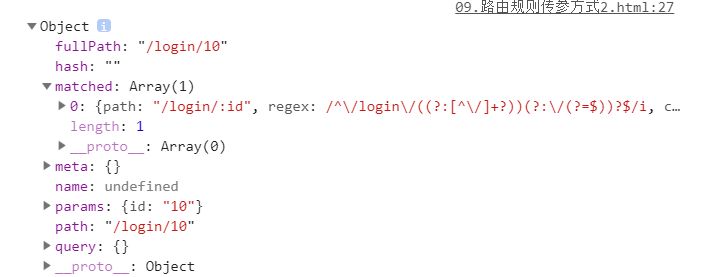 09.路由规则传参方式2.html:27
▼Object i
fullPath: "/login/10"
hash: ""
▼matched: Array(1)
▶0: {path: "/login/:id", regex: /^\/login\/((?:[^\/]+?))(?:\/(?=$))?$/i, c…
length: 1
▶__proto__: Array(0)
▶meta: {}
name: undefined
▶params: {id: "10"}
path: "/login/10"
▶query: {}
▶__proto__: Object